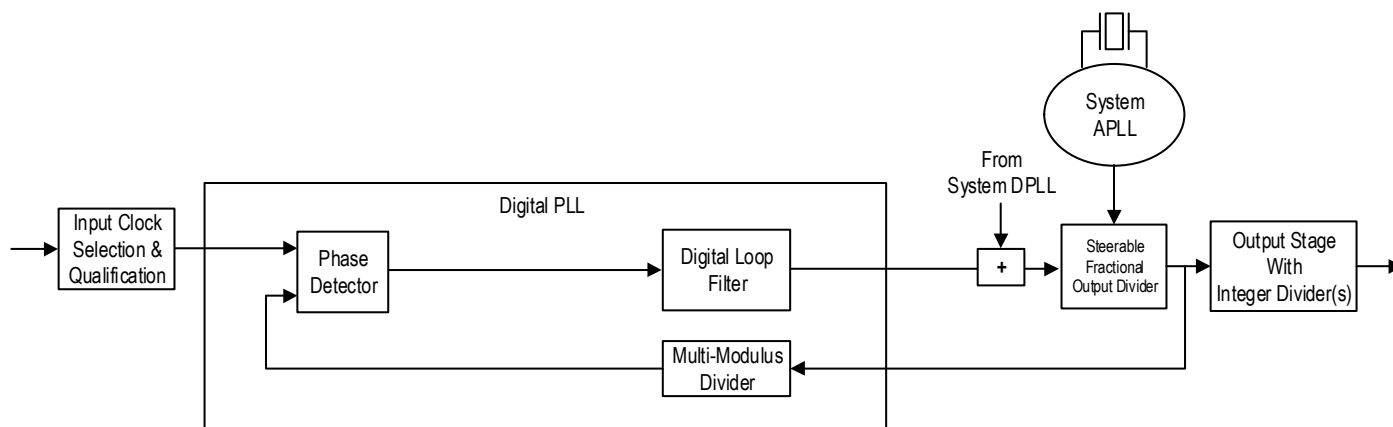 System
APLL
From
System DPLL
Digital PLL
Input Clock
Selection &
Qualification
Phase
Detector
Digital Loop
Filter
+
Steerable
Fractional
Output Divider
Output Stage
With
Integer Divider(s)
Multi-Modulus
Divider